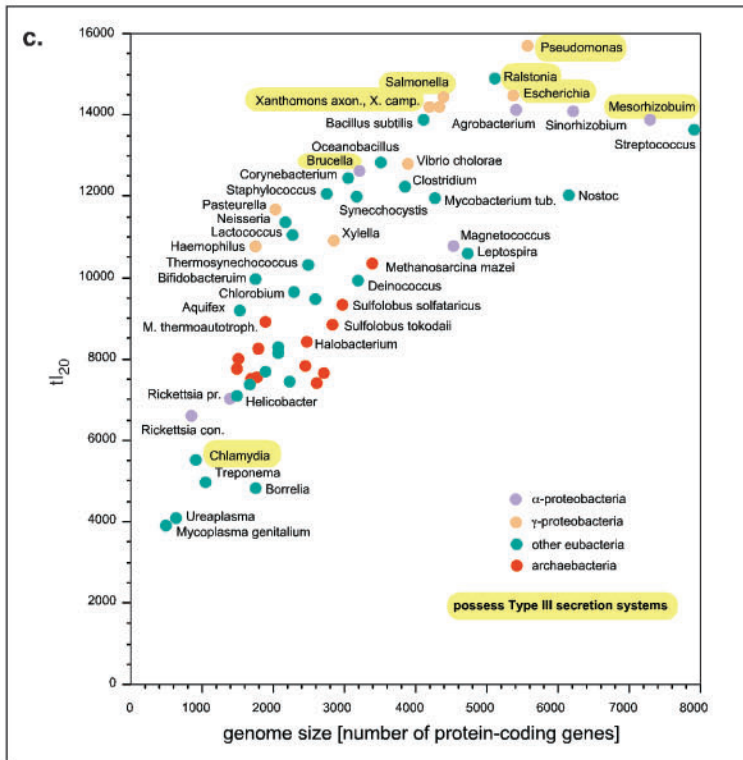 c.
16000
14000
12000
10000
8000
6000
4000
2000
0
tl20
Pseudomonas
Salmonella
Ralstonia
Xanthomons axon., X. camp.
Escherichia
Mesorhizobuim
Bacillus subtilis
Agrobacterium
Sinorhizobium
Streptococcus
Oceanobacillus
Brucella
Vibrio cholorae
Corynebacterium
Staphylococcus
Clostridium
Synecchocystis
Mycobacterium tub.
Nostoc
Pasteurella
Neisseria
Lactococcus
Xylella
Magnetococcus
Haemophilus
Leptospira
Thermosynechococcus
Methanosarcina mazei
Bifidobacteruim
Deinococcus
Chlorobium
Aquifex
Sulfolobus solfataricus
M. thermoautotroph.
Sulfolobus tokodaii
Halobacterium
Rickettsia pr.
Helicobacter
Rickettsia con.
Chlamydia
Treponema
Borrelia
Ureaplasma
Mycoplasma genitalium
α-proteobacteria
γ-proteobacteria
other eubacteria
archaebacteria
possess Type III secretion systems
0 1000 2000 3000 4000 5000 6000 7000 8000
genome size [number of protein-coding genes]